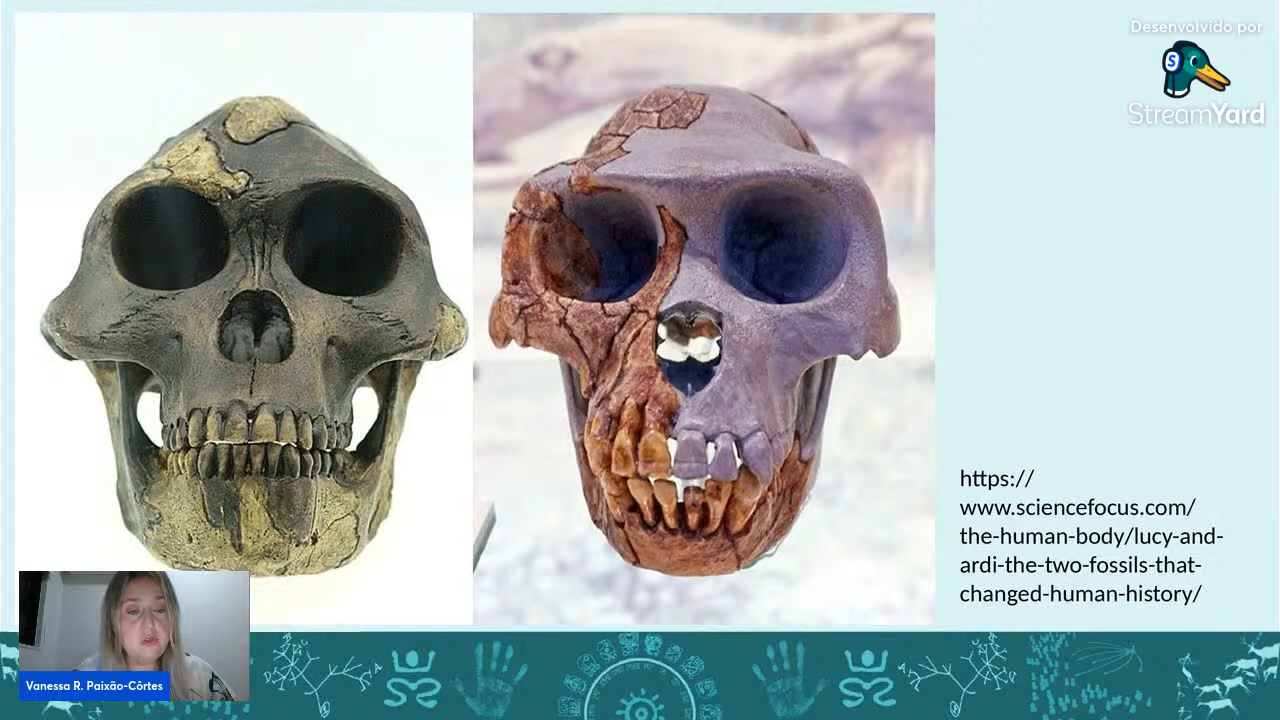 Desenvolvido por
S
StreamYard
https://
www.sciencefocus.com/
the-human-body/lucy-and-
ardi-the-two-fossils-that-
changed-human-history/
Vanessa R. Paixão-Côrtes